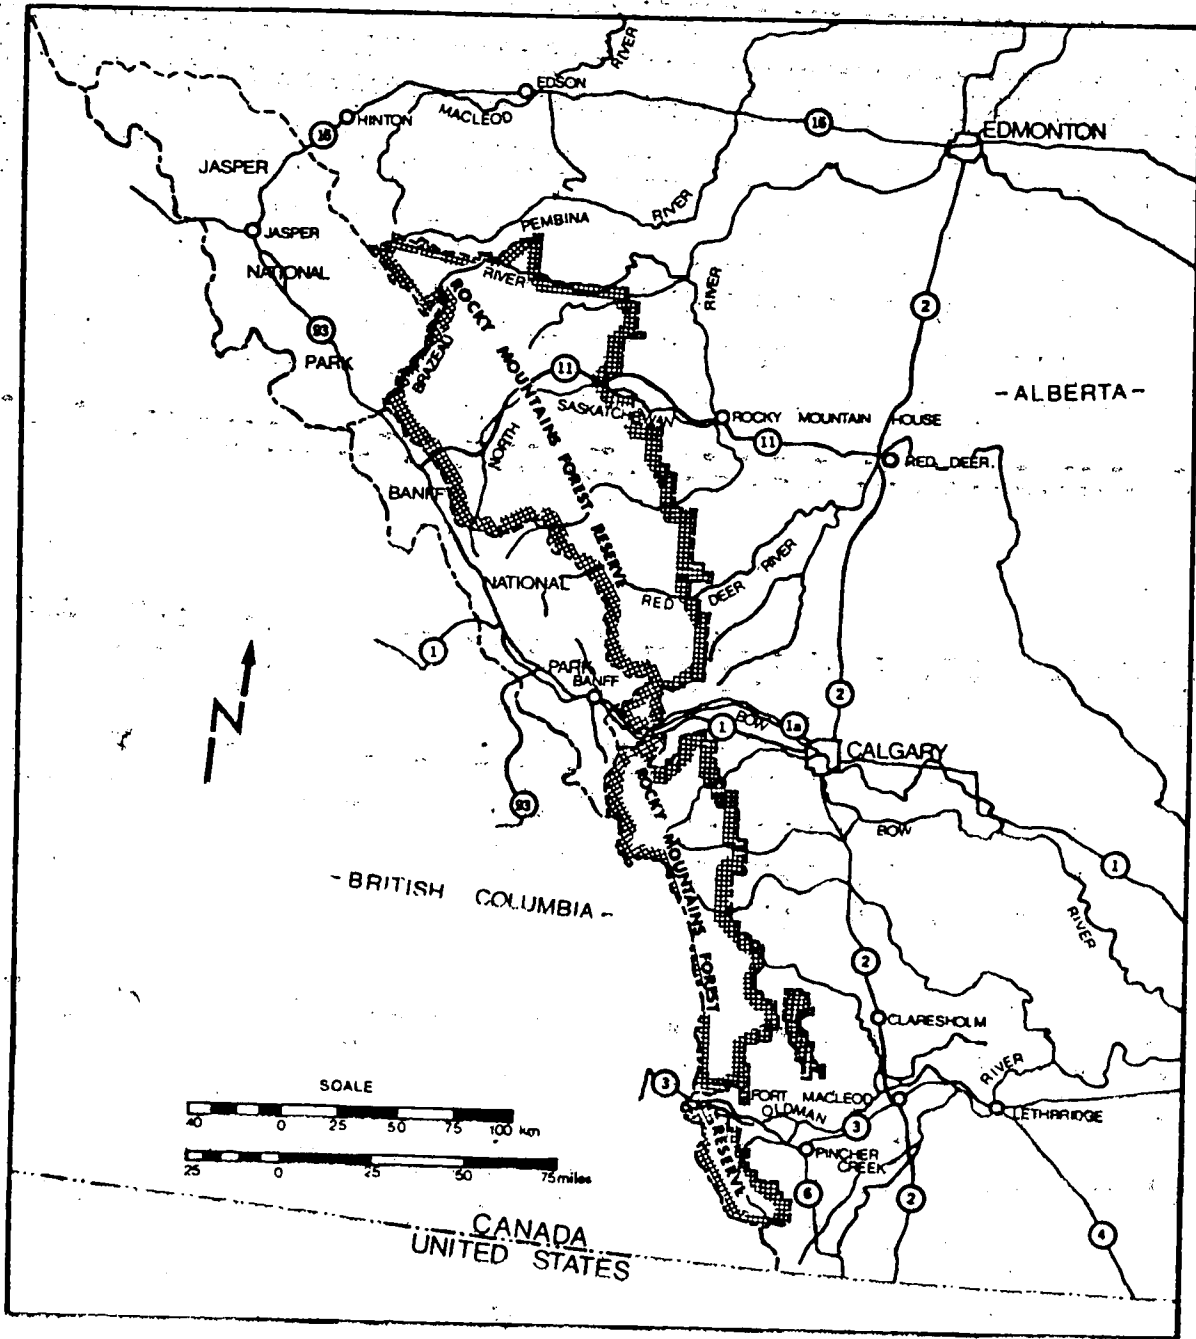 RIVER
EDSON
HINTON
MACLEOD
16
16
EDMONTON
JASPER
JASPER
PEMBINA
RIVER
NATIONAL
RIVER
RIVER
2
93
PARK
BRAZEAU
ROCKY MOUNTAINS FOREST RESERVE
11
-ALBERTA-
SASKATCHEWAN
ROCKY MOUNTAIN HOUSE
NORTH
11
RED DEER
BANFF
NATIONAL
RED DEER RIVER
1
PARK
BANFF
2
N
BOW
1
1a
CALGARY
93
ROCKY MOUNTAINS FOREST
BOW
1
-BRITISH COLUMBIA-
RIVER
2
CLARESHOLM
SCALE
3
FORT MACLEOD
RIVER
OLDMAN
LETHBRIDGE
40 0 25 50 75 100 km
3
RESERVE
PINCHER
CREEK
25 0 25 50 75 miles
6
2
CANADA
UNITED STATES
4